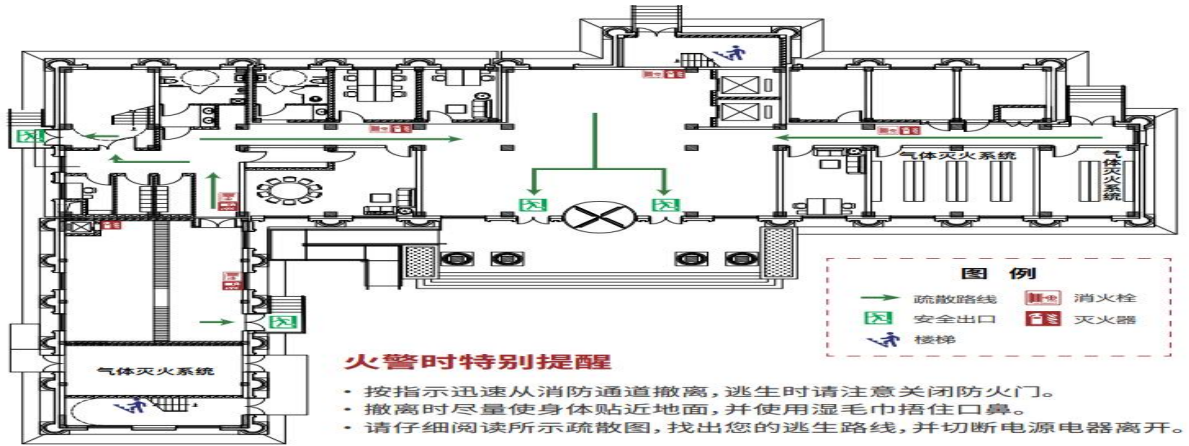 气体灭火系统
气体灭火系统
图 例
疏散路线
消火栓
安全出口
灭火器
楼梯
气体灭火系统
火警时特别提醒
· 按指示迅速从消防通道撤离,逃生时请注意关闭防火门。
· 撤离时尽量使身体贴近地面,并使用湿毛巾捂住口鼻。
· 请仔细阅读所示疏散图,找出您的逃生路线,并切断电源电器离开。